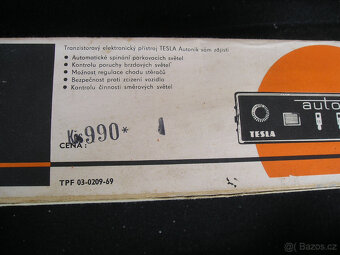 Tranzistorový elektronický přístroj TESLA Autonik vám zajistí
• Automatické spínání parkovacích světel
• Kontrolu poruchy brzdových světel
• Možnost regulace chodu stěračů
• Bezpečnost proti zcizení vozidla
• Kontrolu činnosti směrových světel
auto
TESLA
Kčs 990*
CENA:
TPF 03-0209-69
Bazoš.cz